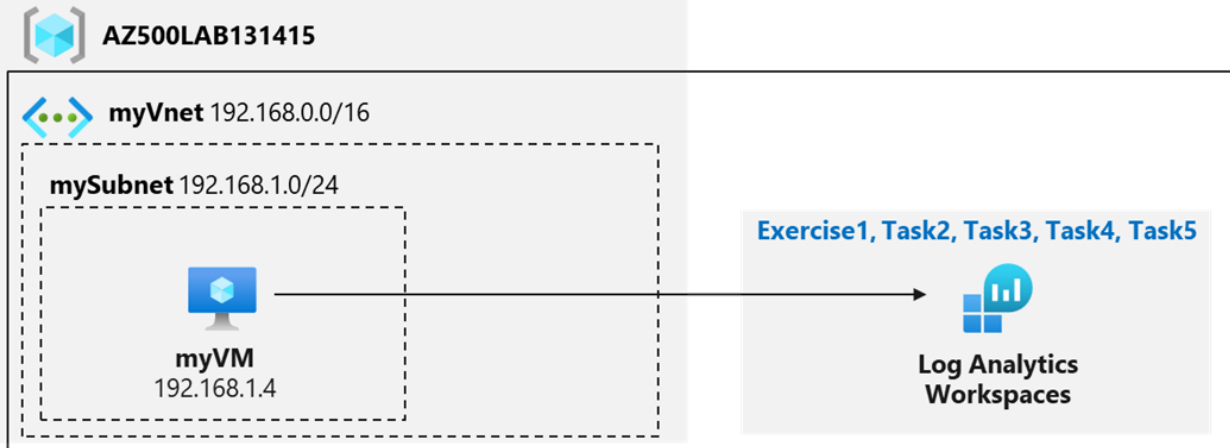 AZ500LAB131415
myVnet 192.168.0.0/16
mySubnet 192.168.1.0/24
Exercise1, Task2, Task3, Task4, Task5
myVM
192.168.1.4
Log Analytics
Workspaces